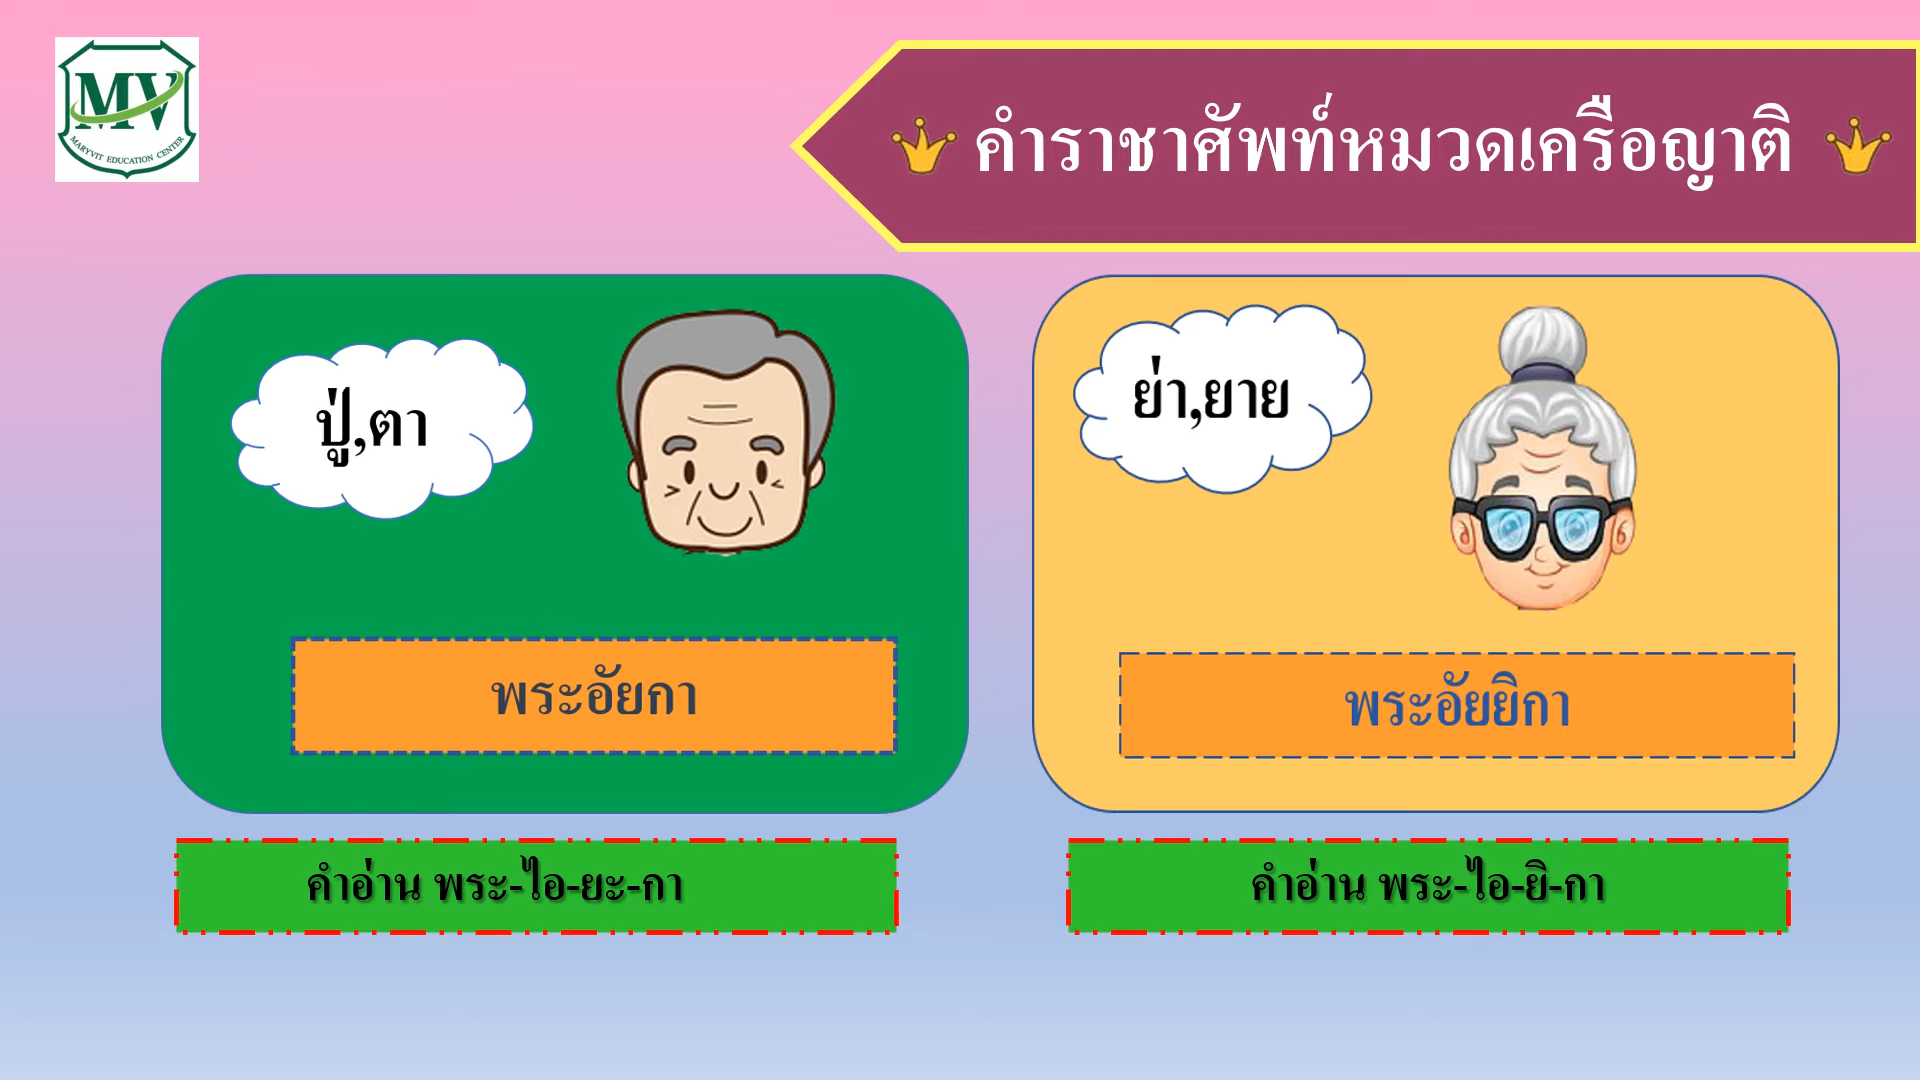 MV
MARYVIT EDUCATION CENTER
คำราชาศัพท์หมวดเครือญาติ
ปู่,ตา
ย่า,ยาย
พระอัยกา
พระอัยยิกา
คำอ่าน พระ-ไอ-ยะ-กา
คำอ่าน พระ-ไอ-ยิ-กา